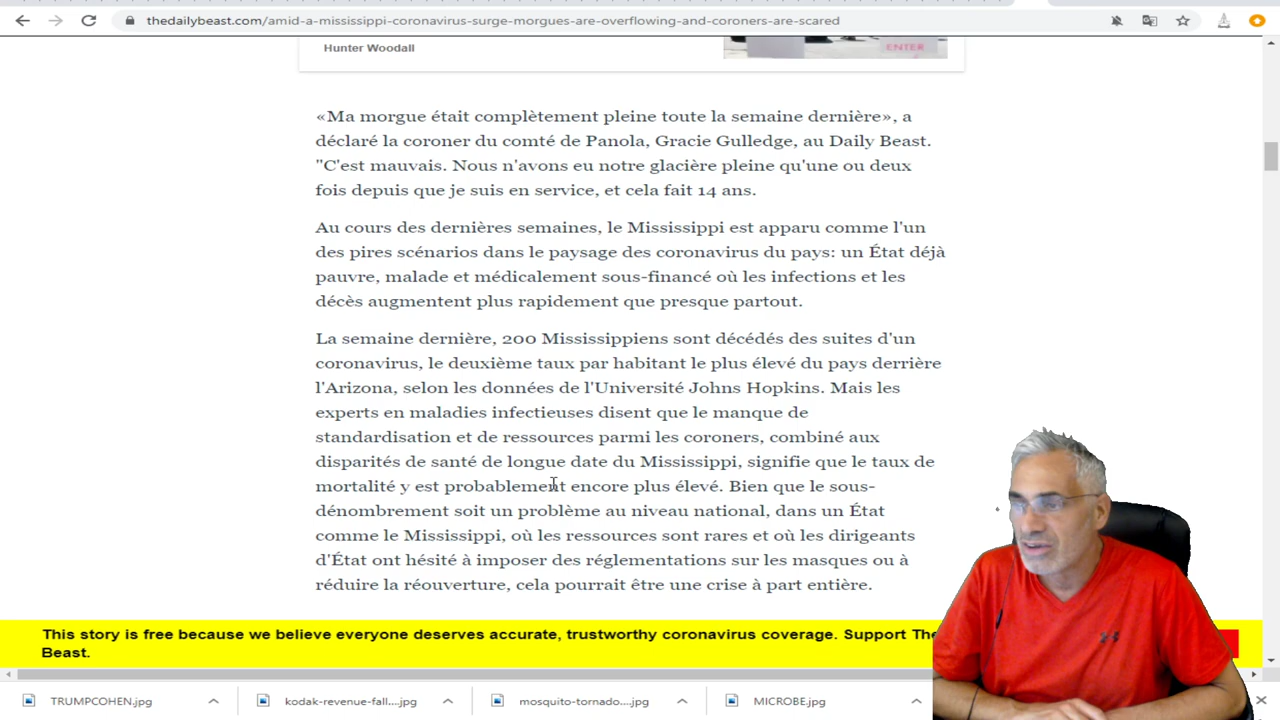 thedailybeast.com/amid-a-mississippi-coronavirus-surge-morgues-are-overflowing-and-coroners-are-scared
Hunter Woodall
ENTER
«Ma morgue était complètement pleine toute la semaine dernière», a
déclaré la coroner du comté de Panola, Gracie Gulledge, au Daily Beast.
"C'est mauvais. Nous n'avons eu notre glacière pleine qu'une ou deux
fois depuis que je suis en service, et cela fait 14 ans.
Au cours des dernières semaines, le Mississippi est apparu comme l'un
des pires scénarios dans le paysage des coronavirus du pays: un État déjà
pauvre, malade et médicalement sous-financé où les infections et les
décès augmentent plus rapidement que presque partout.
La semaine dernière, 200 Mississippiens sont décédés des suites d'un
coronavirus, le deuxième taux par habitant le plus élevé du pays derrière
l'Arizona, selon les données de l'Université Johns Hopkins. Mais les
experts en maladies infectieuses disent que le manque de
standardisation et de ressources parmi les coroners, combiné aux
disparités de santé de longue date du Mississippi, signifie que le taux de
mortalité y est probablement encore plus élevé. Bien que le sous-
dénombrement soit un problème au niveau national, dans un État
comme le Mississippi, où les ressources sont rares et où les dirigeants
d'État ont hésité à imposer des réglementations sur les masques ou à
réduire la réouverture, cela pourrait être une crise à part entière.
This story is free because we believe everyone deserves accurate, trustworthy coronavirus coverage. Support The
Beast.
TRUMPCOHEN.jpg
kodak-revenue-fall....jpg
mosquito-tornado....jpg
MICROBE.jpg